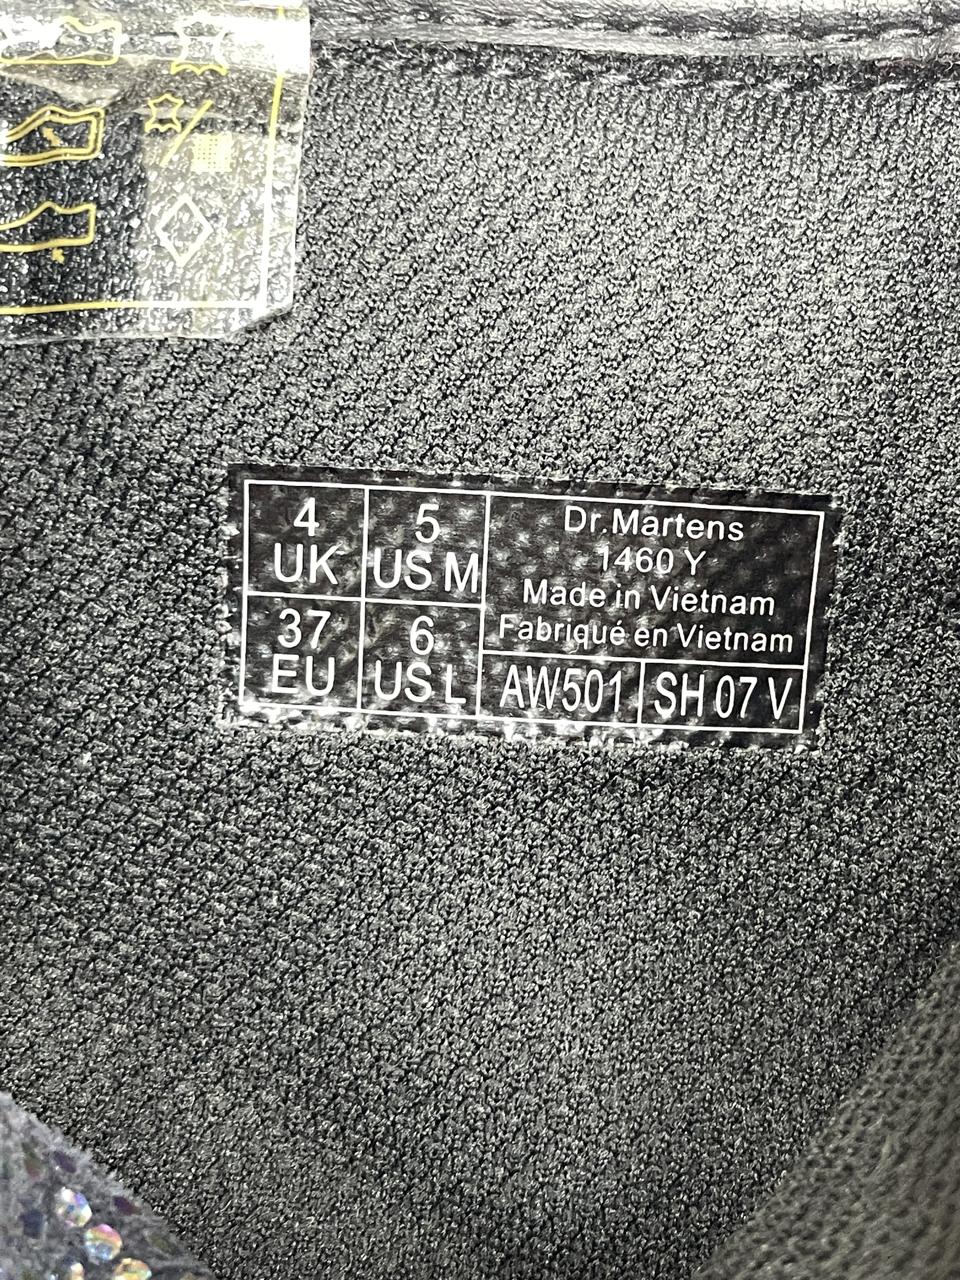 4
UK
5
US M
37
EU
6
US L
Dr.Martens
1460 Y
Made in Vietnam
Fabriqué en Vietnam
AW501
SH 07 V